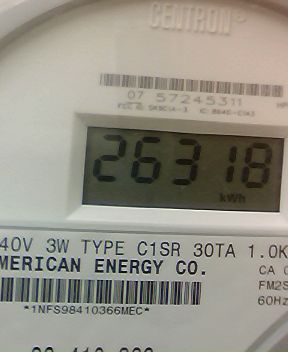 CENTRON®
07 57245311
26318
kWh
40V 3W TYPE C1SR 30TA 1.0K
MERICAN ENERGY CO.
CA
FM2S
60Hz
*1NFS98410366MEC*